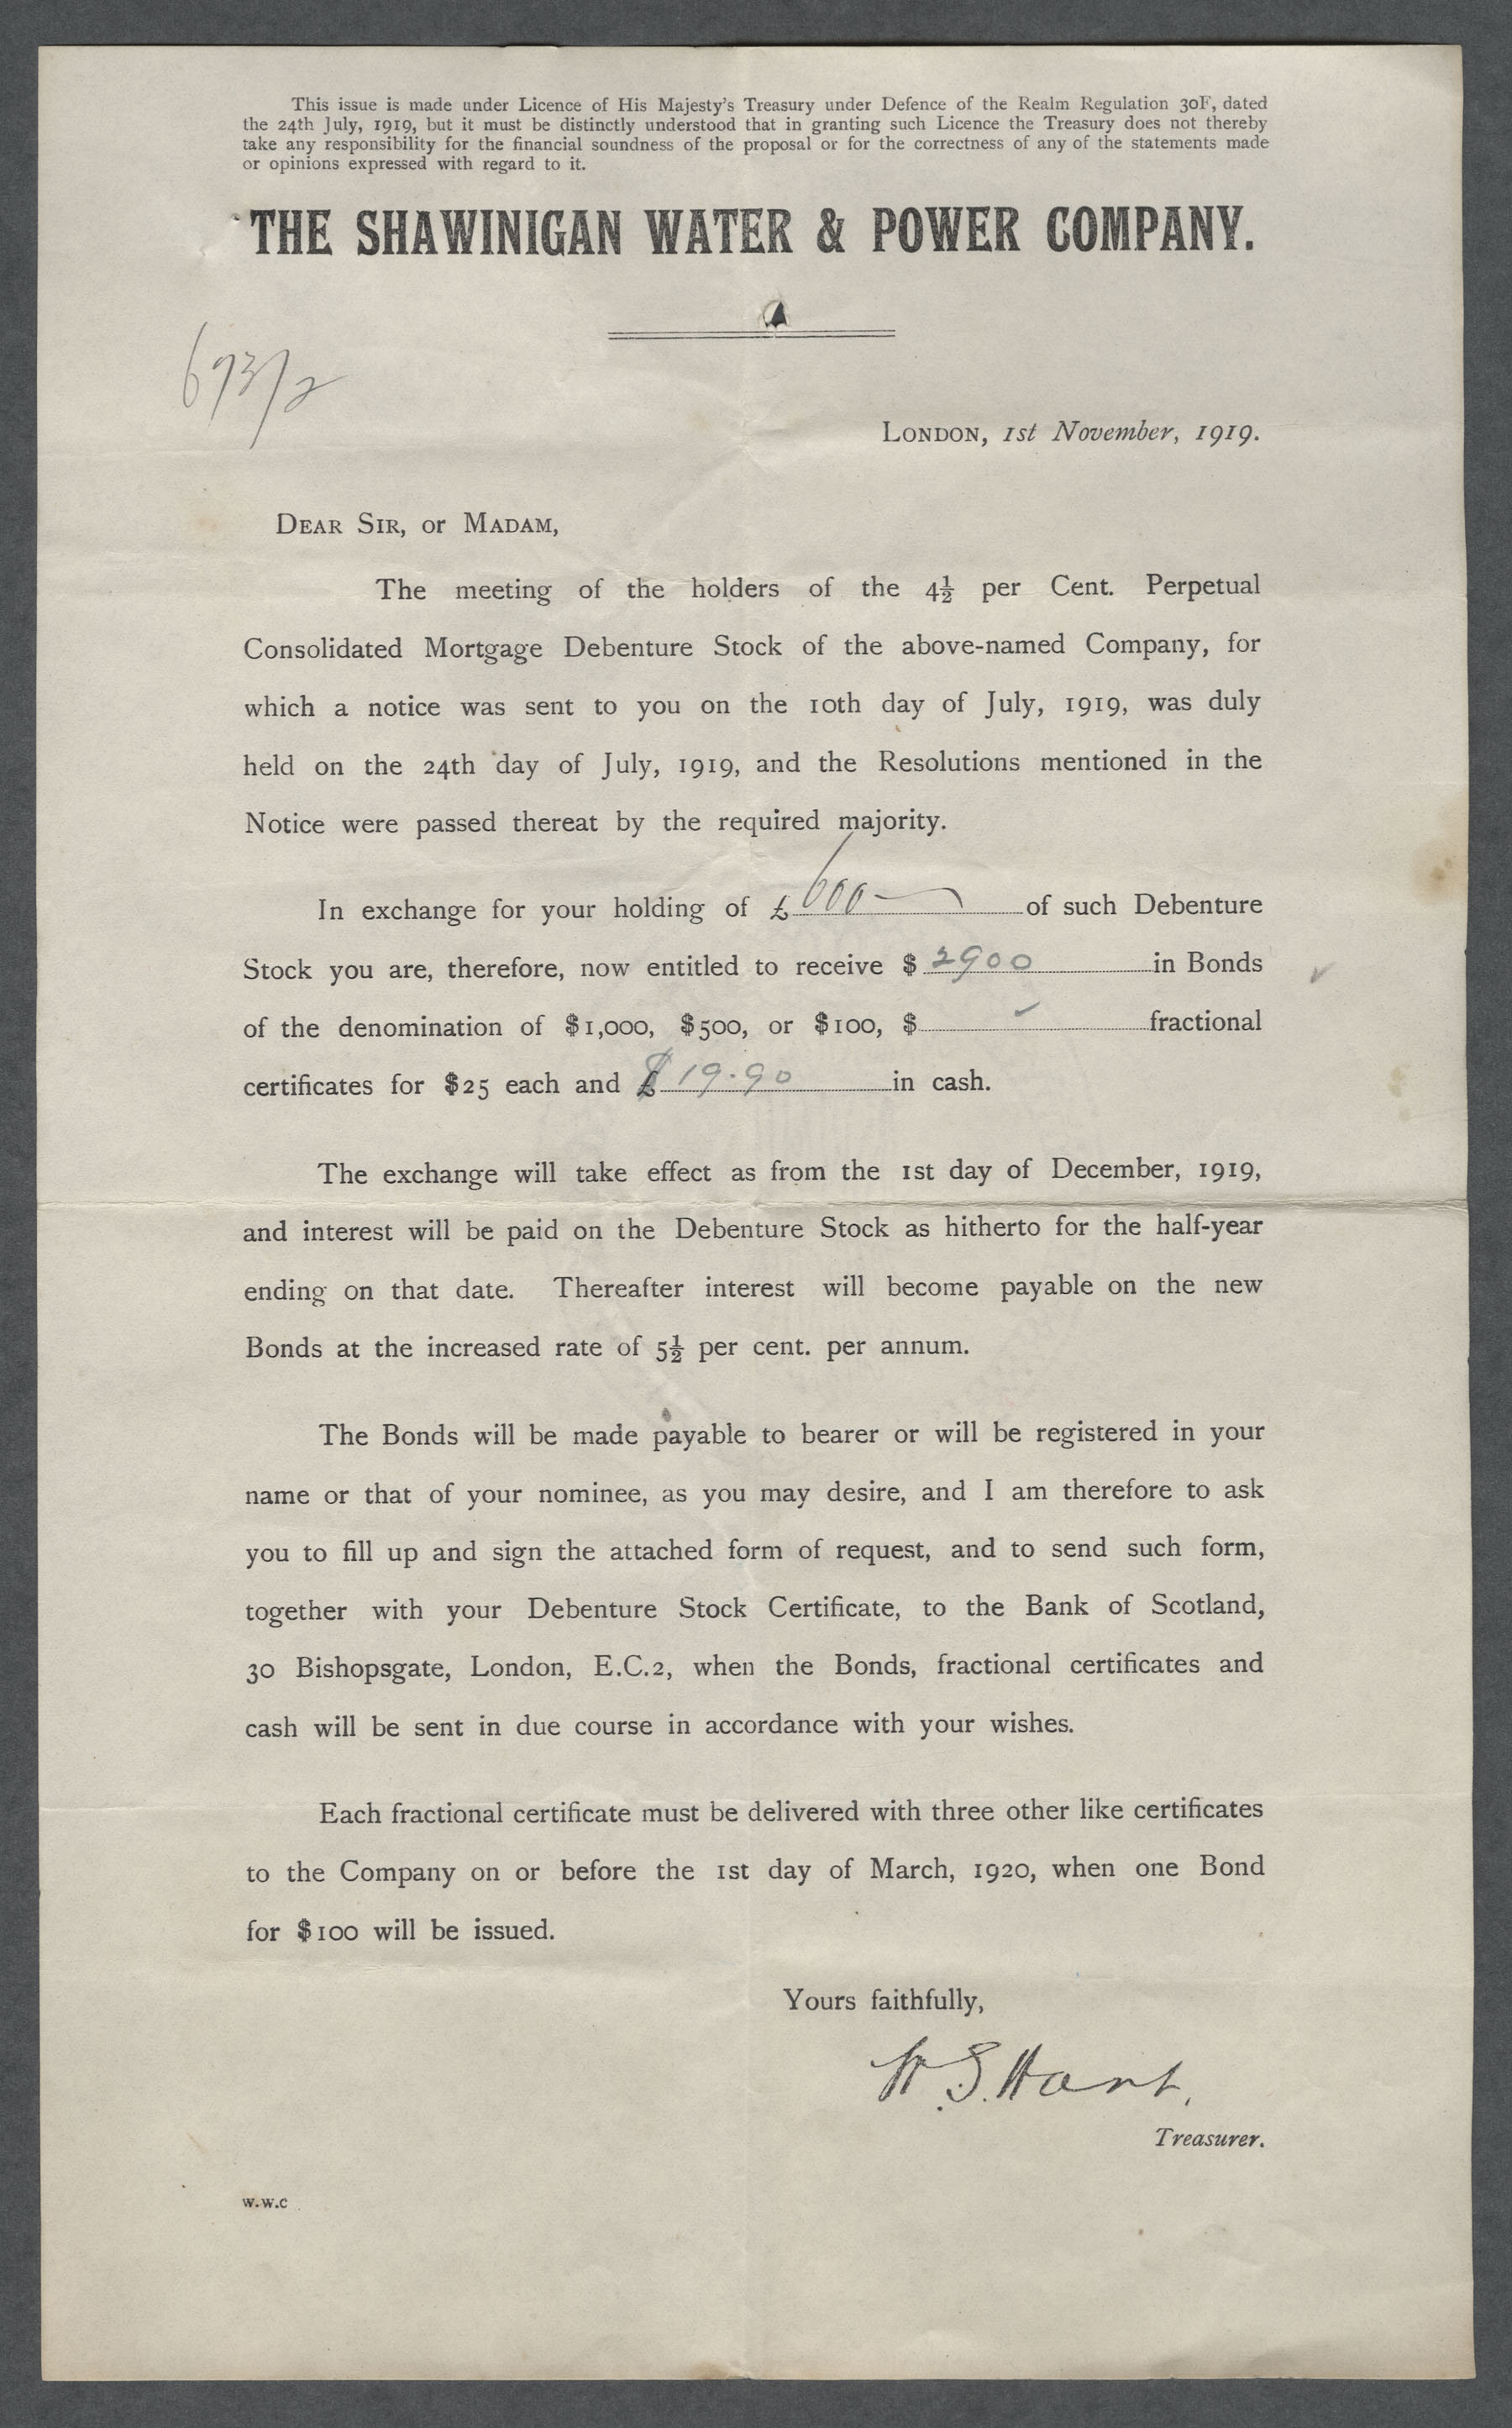 This issue is made under Licence of His Majesty's Treasury under Defence of the Realm Regulation 30F, dated
the 24th July, 1919, but it must be distinctly understood that in granting such Licence the Treasury does not thereby
take any responsibility for the financial soundness of the proposal or for the correctness of any of the statements made
or opinions expressed with regard to it.
THE SHAWINIGAN WATER & POWER COMPANY.
693/2
LONDON, 1st November, 1919.
DEAR SIR, or MADAM,
The meeting of the holders of the 4½ per Cent. Perpetual
Consolidated Mortgage Debenture Stock of the above-named Company, for
which a notice was sent to you on the 10th day of July, 1919, was duly
held on the 24th day of July, 1919, and the Resolutions mentioned in the
Notice were passed thereat by the required majority.
In exchange for your holding of £600— of such Debenture
Stock you are, therefore, now entitled to receive $ 2900 in Bonds ✓
of the denomination of $1,000, $500, or $100, $ ✓ fractional
certificates for $25 each and $ 19.90 in cash.
The exchange will take effect as from the 1st day of December, 1919,
and interest will be paid on the Debenture Stock as hitherto for the half-year
ending on that date. Thereafter interest will become payable on the new
Bonds at the increased rate of 5½ per cent. per annum.
The Bonds will be made payable to bearer or will be registered in your
name or that of your nominee, as you may desire, and I am therefore to ask
you to fill up and sign the attached form of request, and to send such form,
together with your Debenture Stock Certificate, to the Bank of Scotland,
30 Bishopsgate, London, E.C.2, when the Bonds, fractional certificates and
cash will be sent in due course in accordance with your wishes.
Each fractional certificate must be delivered with three other like certificates
to the Company on or before the 1st day of March, 1920, when one Bond
for $100 will be issued.
Yours faithfully,
W. S. Hart.
Treasurer.
W.W.C